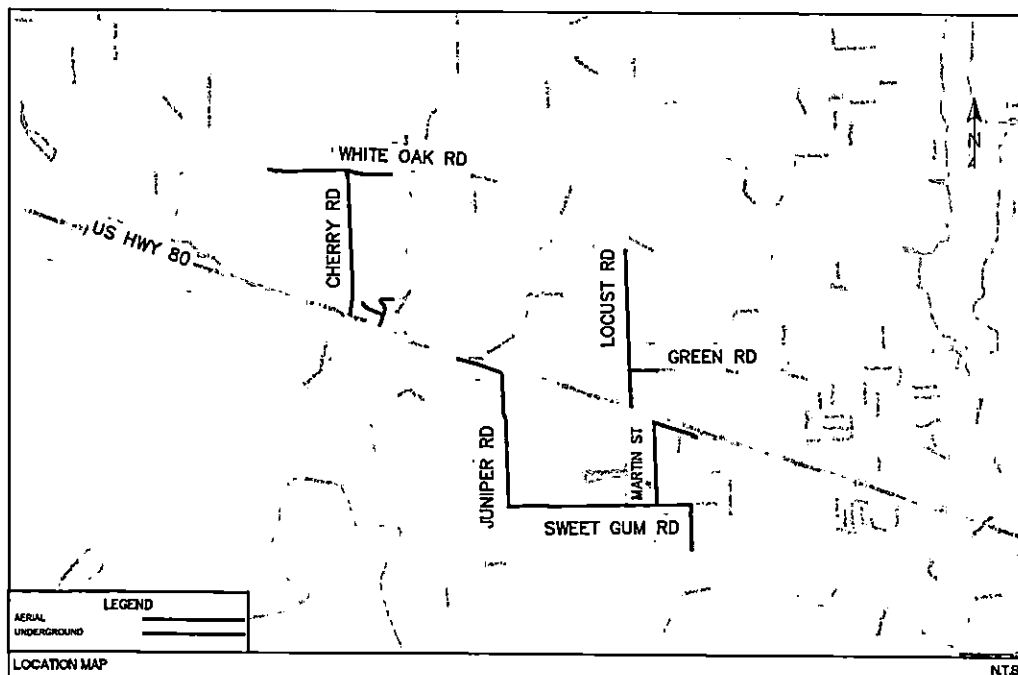 WHITE OAK RD
US HWY 80
CHERRY RD
LOCUST RD
GREEN RD
JUNIPER RD
MARTIN ST
SWEET GUM RD
N
LEGEND
AERIAL
UNDERGROUND
LOCATION MAP
N.T.S